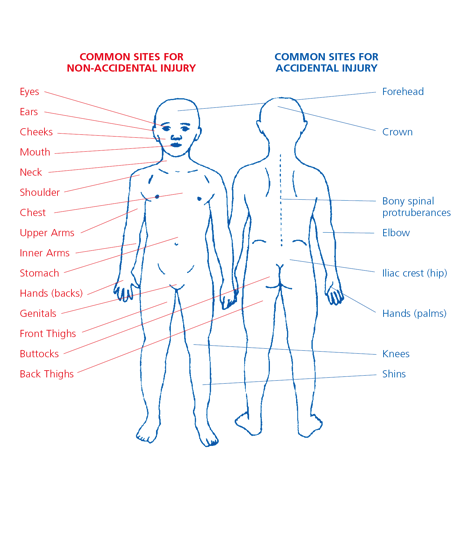 COMMON SITES FOR
NON-ACCIDENTAL INJURY
COMMON SITES FOR
ACCIDENTAL INJURY
Eyes
Ears
Cheeks
Mouth
Neck
Shoulder
Chest
Upper Arms
Inner Arms
Stomach
Hands (backs)
Genitals
Front Thighs
Buttocks
Back Thighs
Forehead
Crown
Bony spinal
protruberances
Elbow
Iliac crest (hip)
Hands (palms)
Knees
Shins